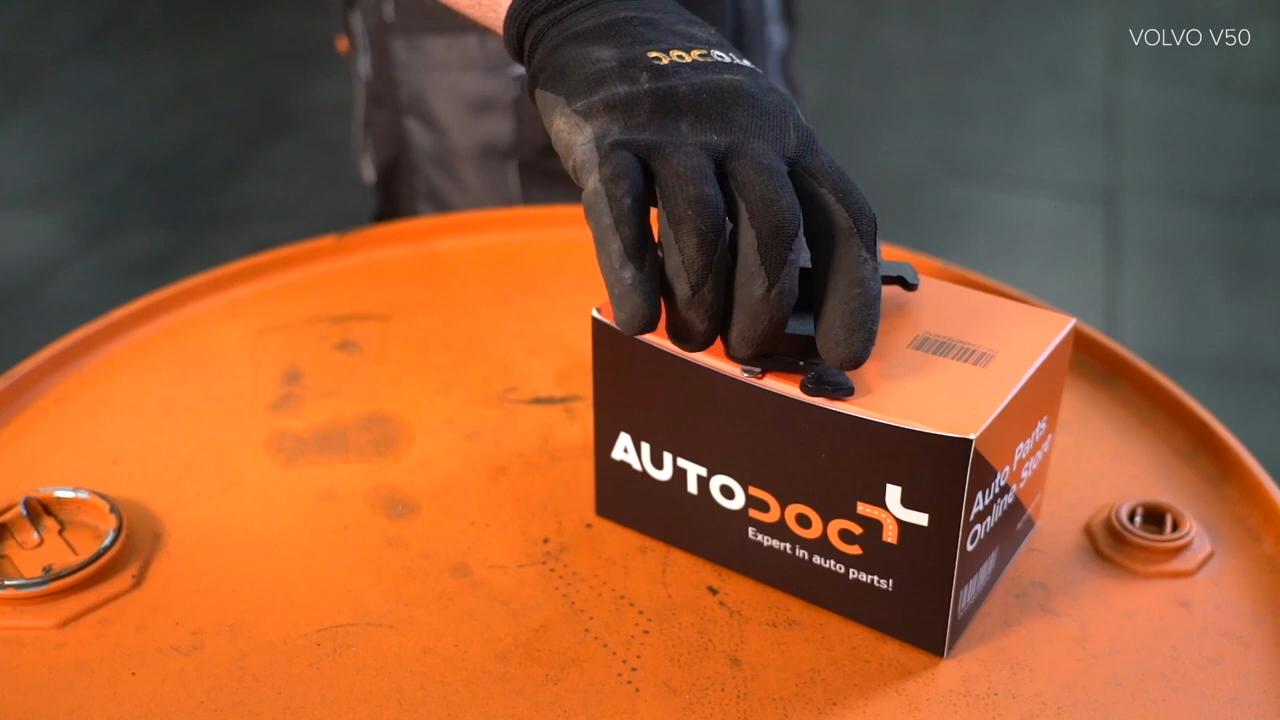 VOLVO V50
AUTODOC
Expert in auto parts!
Auto Parts
Online Store